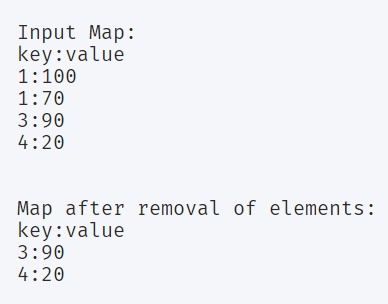 Input Map:
key:value
1:100
1:70
3:90
4:20
Map after removal of elements:
key:value
3:90
4:20